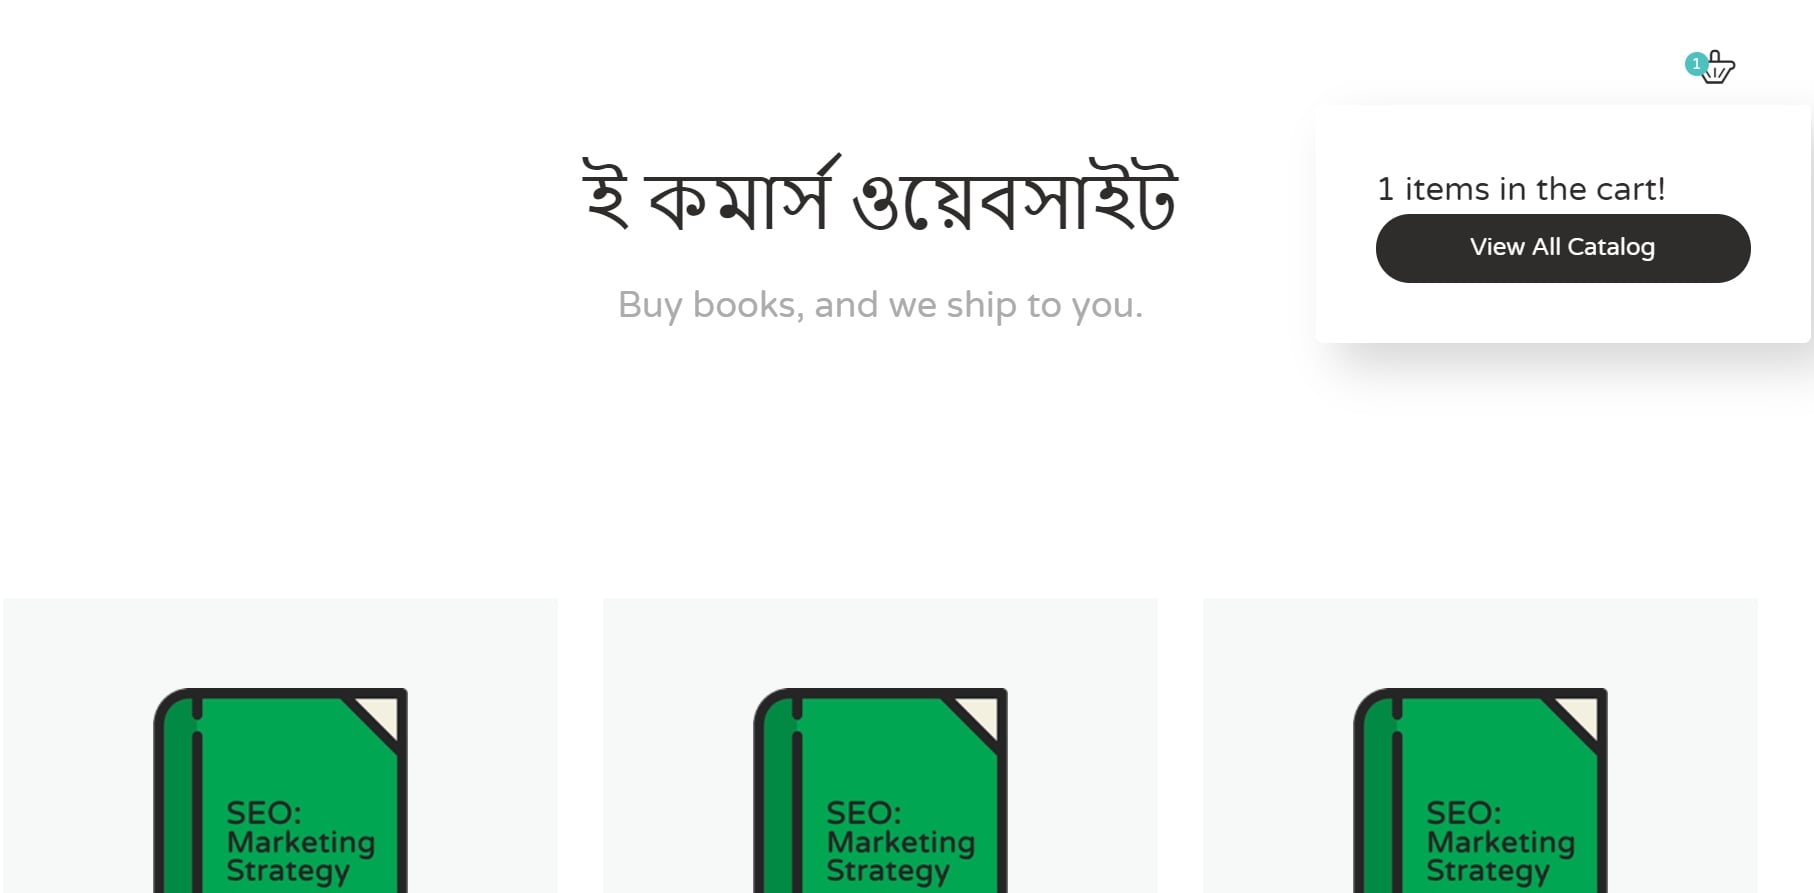 1
1 items in the cart!
View All Catalog
ই কমার্স ওয়েবসাইট
Buy books, and we ship to you.
SEO:
Marketing
Strategy
SEO:
Marketing
Strategy
SEO:
Marketing
Strategy